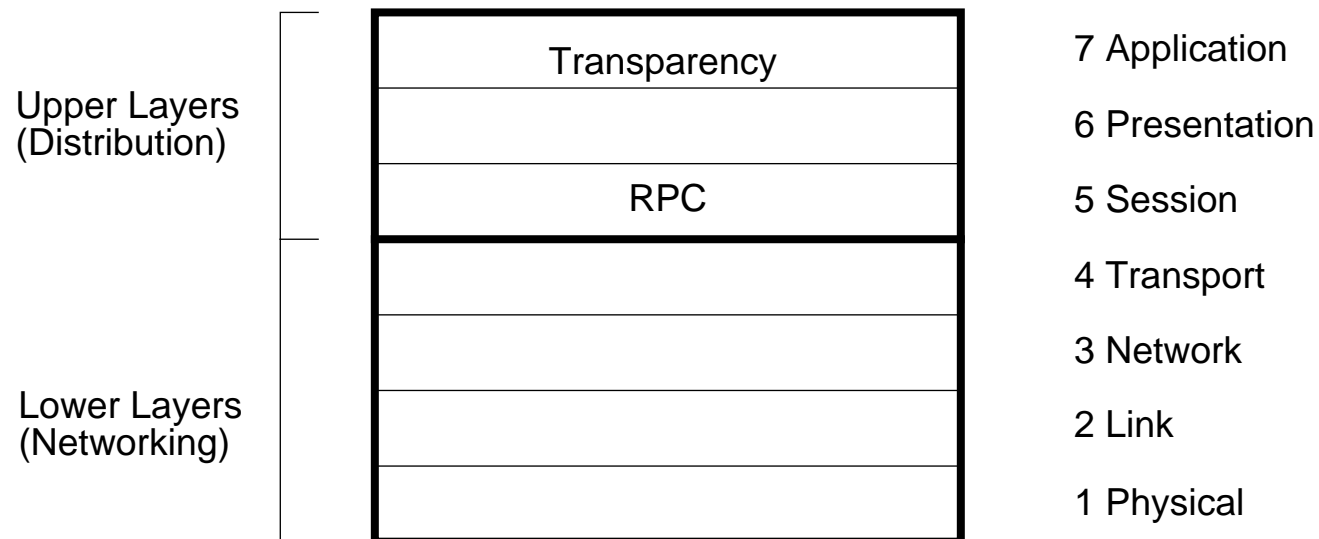 Upper Layers
(Distribution)
Lower Layers
(Networking)
Transparency
RPC
7 Application
6 Presentation
5 Session
4 Transport
3 Network
2 Link
1 Physical